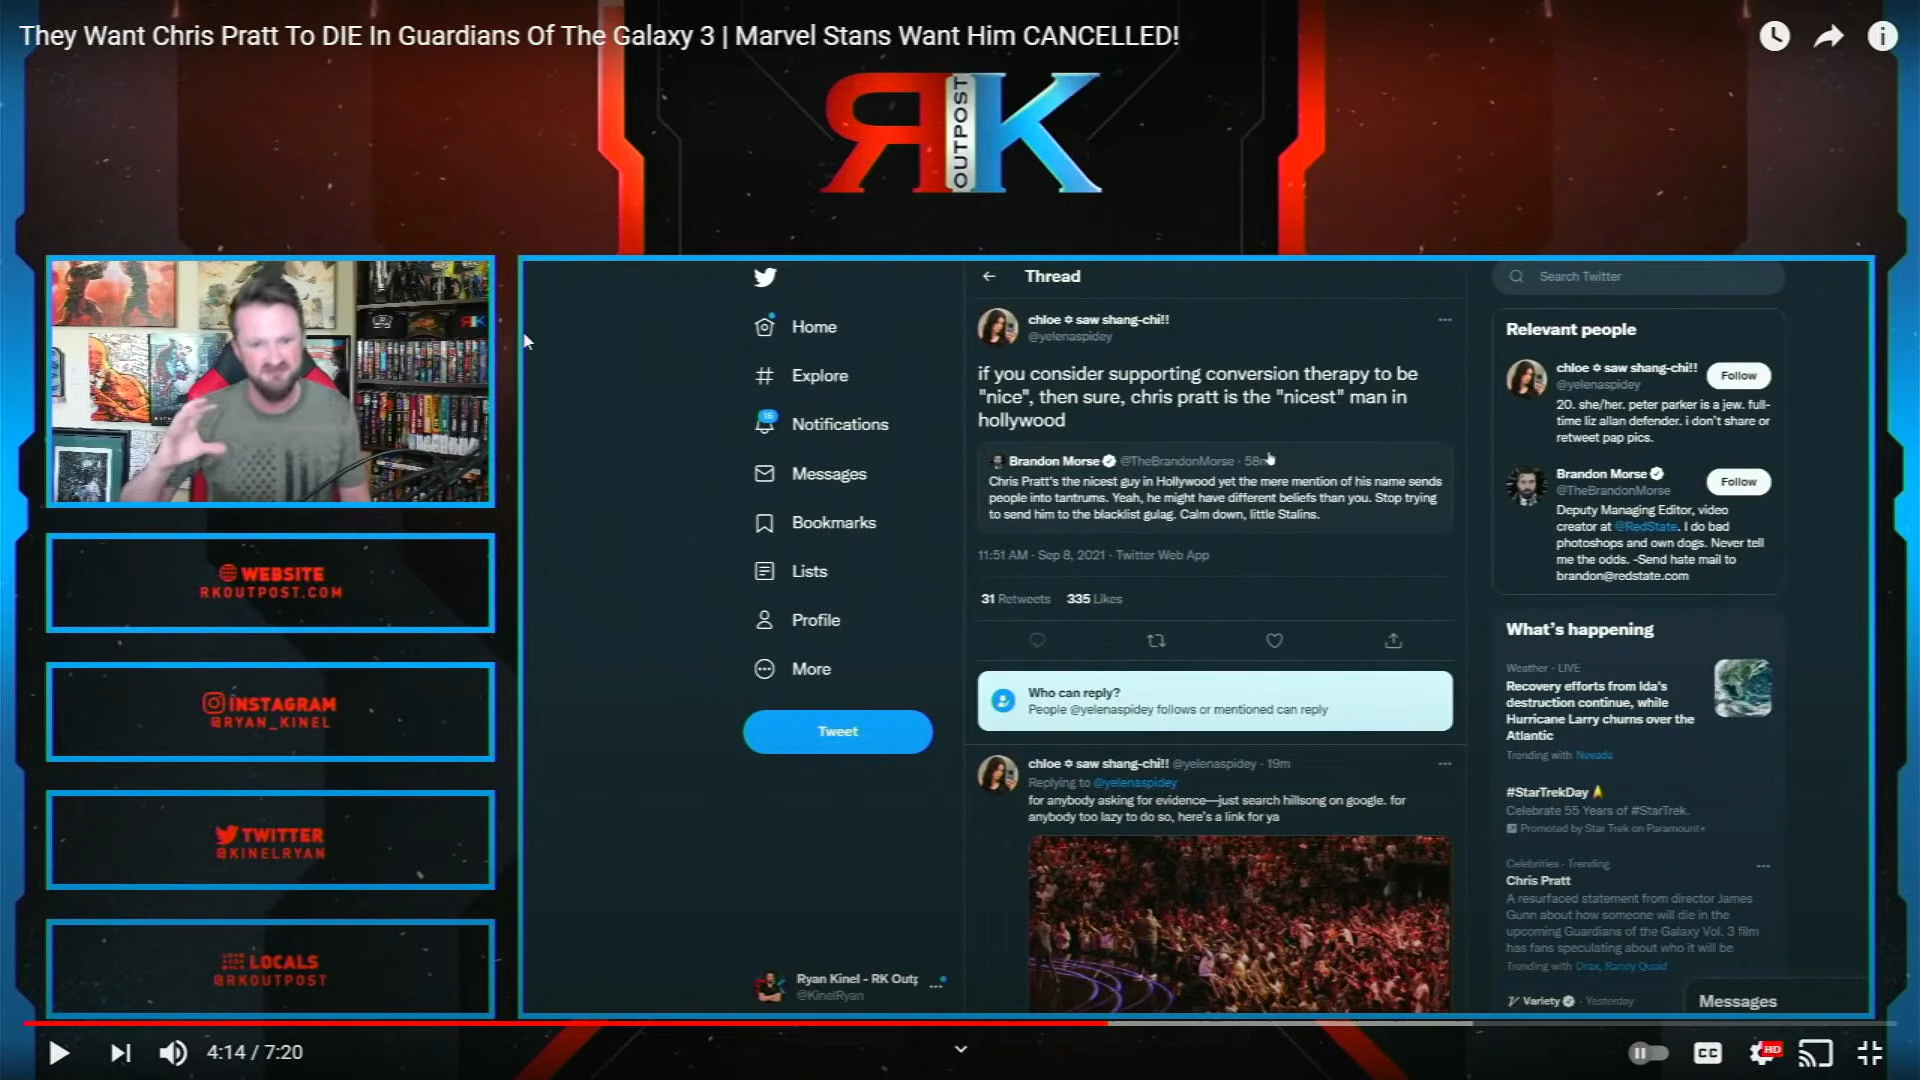 They Want Chris Pratt To DIE In Guardians Of The Galaxy 3 | Marvel Stans Want Him CANCELLED!
RK
OUTPOST
WEBSITE
RKOUTPOST.COM
INSTAGRAM
@RYAN_KINEL
TWITTER
@KINELRYAN
LOCALS
@RKOUTPOST
Home
Explore
16
Notifications
Messages
Bookmarks
Lists
Profile
More
Tweet
Ryan Kinel - RK Outp
@KinelRyan
Thread
chloe ✡ saw shang-chi!!
@yelenaspidey
if you consider supporting conversion therapy to be
"nice", then sure, chris pratt is the "nicest" man in
hollywood
Brandon Morse @TheBrandonMorse · 58m
Chris Pratt's the nicest guy in Hollywood yet the mere mention of his name sends
people into tantrums. Yeah, he might have different beliefs than you. Stop trying
to send him to the blacklist gulag. Calm down, little Stalins.
11:51 AM · Sep 8, 2021 · Twitter Web App
31 Retweets 335 Likes
Who can reply?
People @yelenaspidey follows or mentioned can reply
chloe ✡ saw shang-chi!! @yelenaspidey · 19m
Replying to @yelenaspidey
for anybody asking for evidence—just search hillsong on google. for
anybody too lazy to do so, here's a link for ya
Search Twitter
Relevant people
chloe ✡ saw shang-chi!!
@yelenaspidey
Follow
20. she/her. peter parker is a jew. full-
time liz allan defender. i don't share or
retweet pap pics.
Brandon Morse
@TheBrandonMorse
Follow
Deputy Managing Editor, video
creator at @RedState. I do bad
photoshops and own dogs. Never tell
me the odds. -Send hate mail to
brandon@redstate.com
What's happening
Weather · LIVE
Recovery efforts from Ida's
destruction continue, while
Hurricane Larry churns over the
Atlantic
Trending with Nevada
#StarTrekDay
Celebrate 55 Years of #StarTrek.
Promoted by Star Trek on Paramount+
Celebrities · Trending
Chris Pratt
A resurfaced statement from director James
Gunn about how someone will die in the
upcoming Guardians of the Galaxy Vol. 3 film
has fans speculating about who it will be
Trending with Drax, Randy Quaid
Variety · Yesterday
Messages
4:14 / 7:20
CC
HD